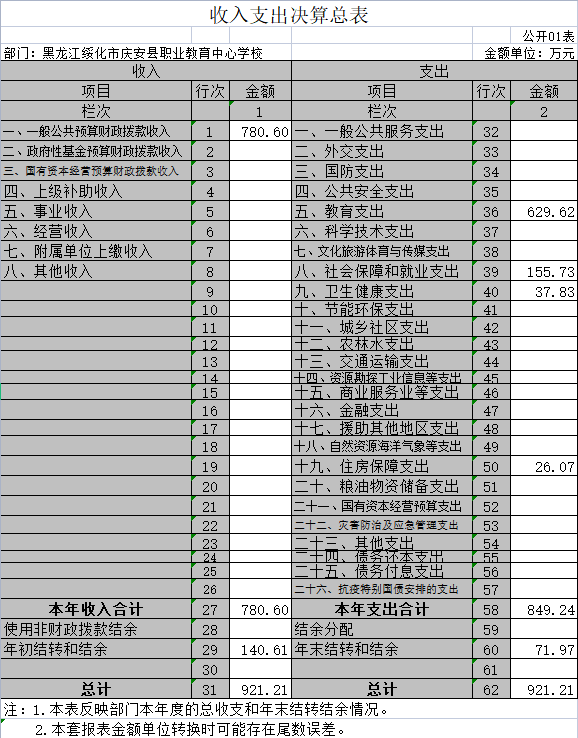 收入支出决算总表
公开01表
部门：黑龙江绥化市庆安县职业教育中心学校 金额单位：万元
收入 支出
项目 行次 金额 项目 行次 金额
栏次 1 栏次 2
一、一般公共预算财政拨款收入 1 780.60 一、一般公共服务支出 32
二、政府性基金预算财政拨款收入 2 二、外交支出 33
三、国有资本经营预算财政拨款收入 3 三、国防支出 34
四、上级补助收入 4 四、公共安全支出 35
五、事业收入 5 五、教育支出 36 629.62
六、经营收入 6 六、科学技术支出 37
七、附属单位上缴收入 7 七、文化旅游体育与传媒支出 38
八、其他收入 8 八、社会保障和就业支出 39 155.73
9 九、卫生健康支出 40 37.83
10 十、节能环保支出 41
11 十一、城乡社区支出 42
12 十二、农林水支出 43
13 十三、交通运输支出 44
14 十四、资源勘探工业信息等支出 45
15 十五、商业服务业等支出 46
16 十六、金融支出 47
17 十七、援助其他地区支出 48
18 十八、自然资源海洋气象等支出 49
19 十九、住房保障支出 50 26.07
20 二十、粮油物资储备支出 51
21 二十一、国有资本经营预算支出 52
22 二十二、灾害防治及应急管理支出 53
23 二十三、其他支出 54
24 二十四、债务还本支出 55
25 二十五、债务付息支出 56
26 二十六、抗疫特别国债安排的支出 57
本年收入合计 27 780.60 本年支出合计 58 849.24
使用非财政拨款结余 28 结余分配 59
年初结转和结余 29 140.61 年末结转和结余 60 71.97
30 61
总计 31 921.21 总计 62 921.21
注：1.本表反映部门本年度的总收支和年末结转结余情况。
2.本套报表金额单位转换时可能存在尾数误差。